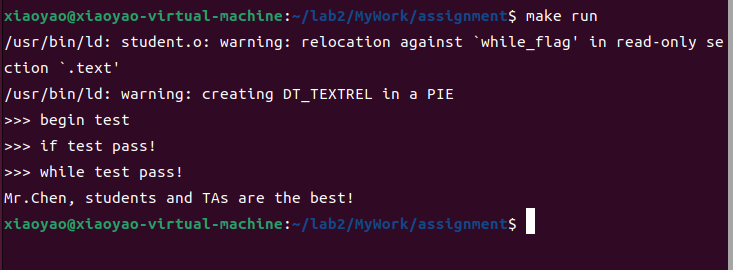 xiaoyao@xiaoyao-virtual-machine:~/lab2/MyWork/assignment$ make run
/usr/bin/ld: student.o: warning: relocation against `while_flag' in read-only se
ction `.text'
/usr/bin/ld: warning: creating DT_TEXTREL in a PIE
>>> begin test
>>> if test pass!
>>> while test pass!
Mr.Chen, students and TAs are the best!
xiaoyao@xiaoyao-virtual-machine:~/lab2/MyWork/assignment$